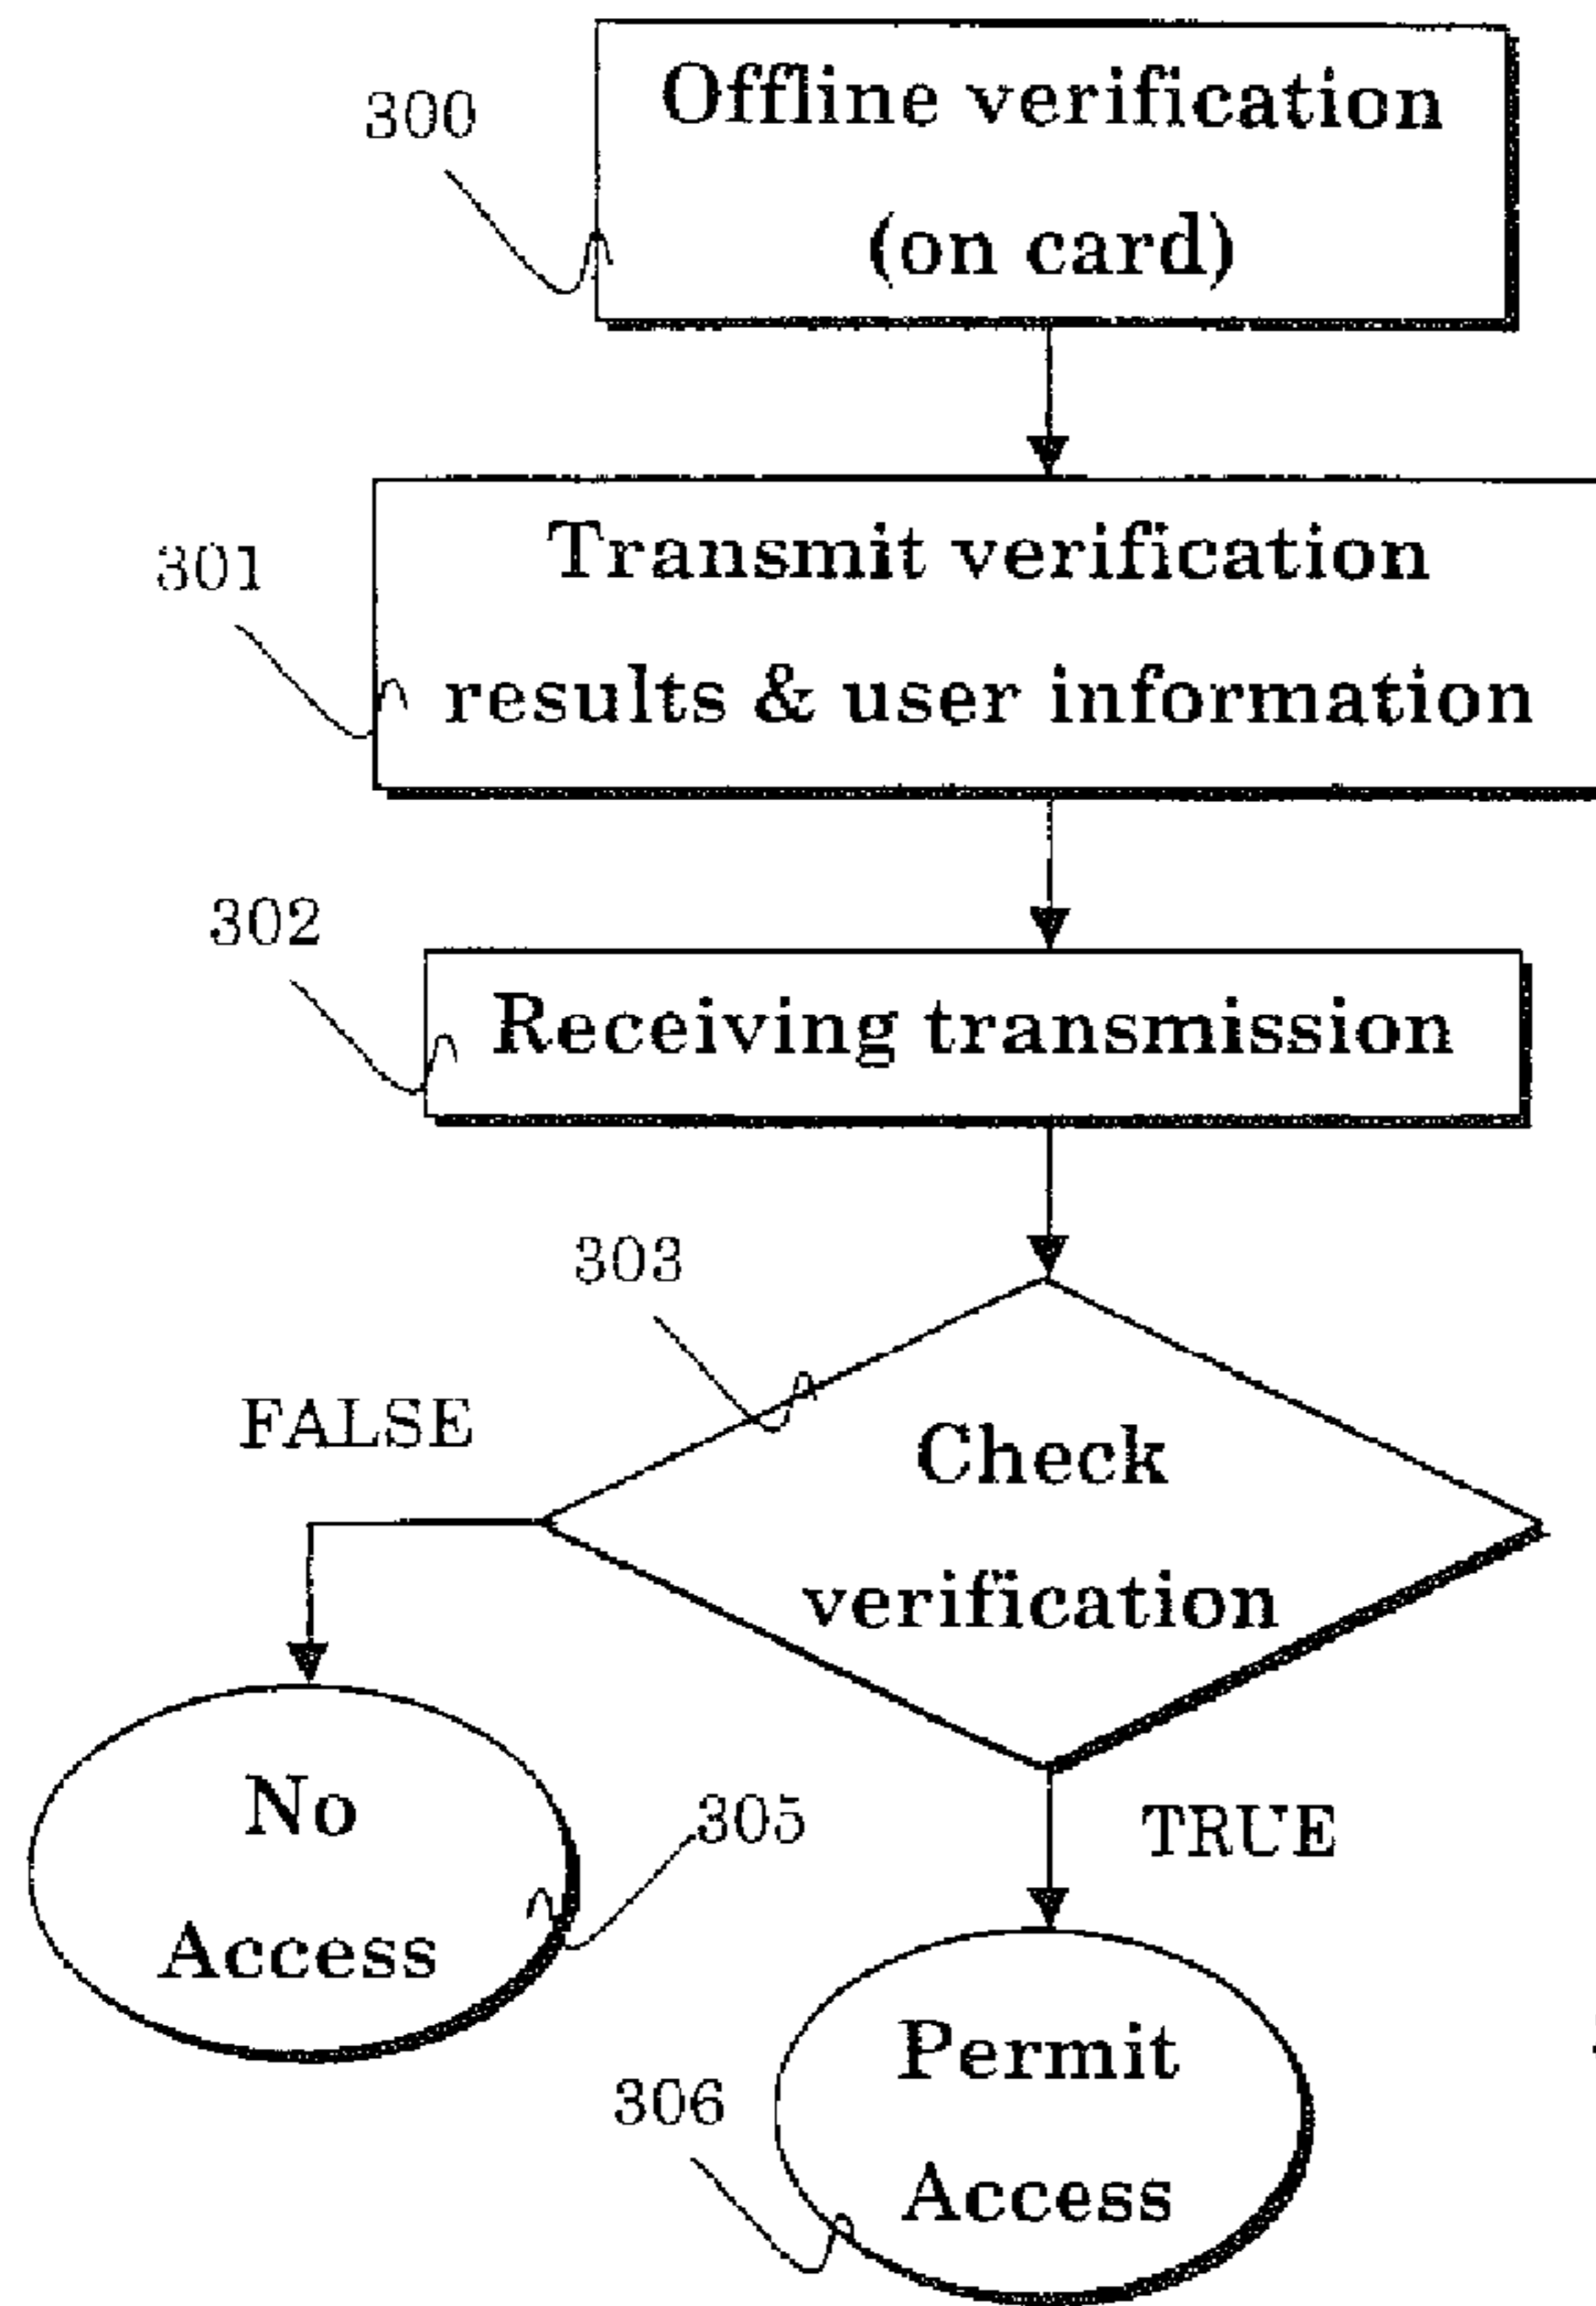 300
Offline verification
(on card)
301
Transmit verification
results & user information
302
Receiving transmission
303
FALSE
Check
verification
No
Access
305
TRUE
306
Permit
Access